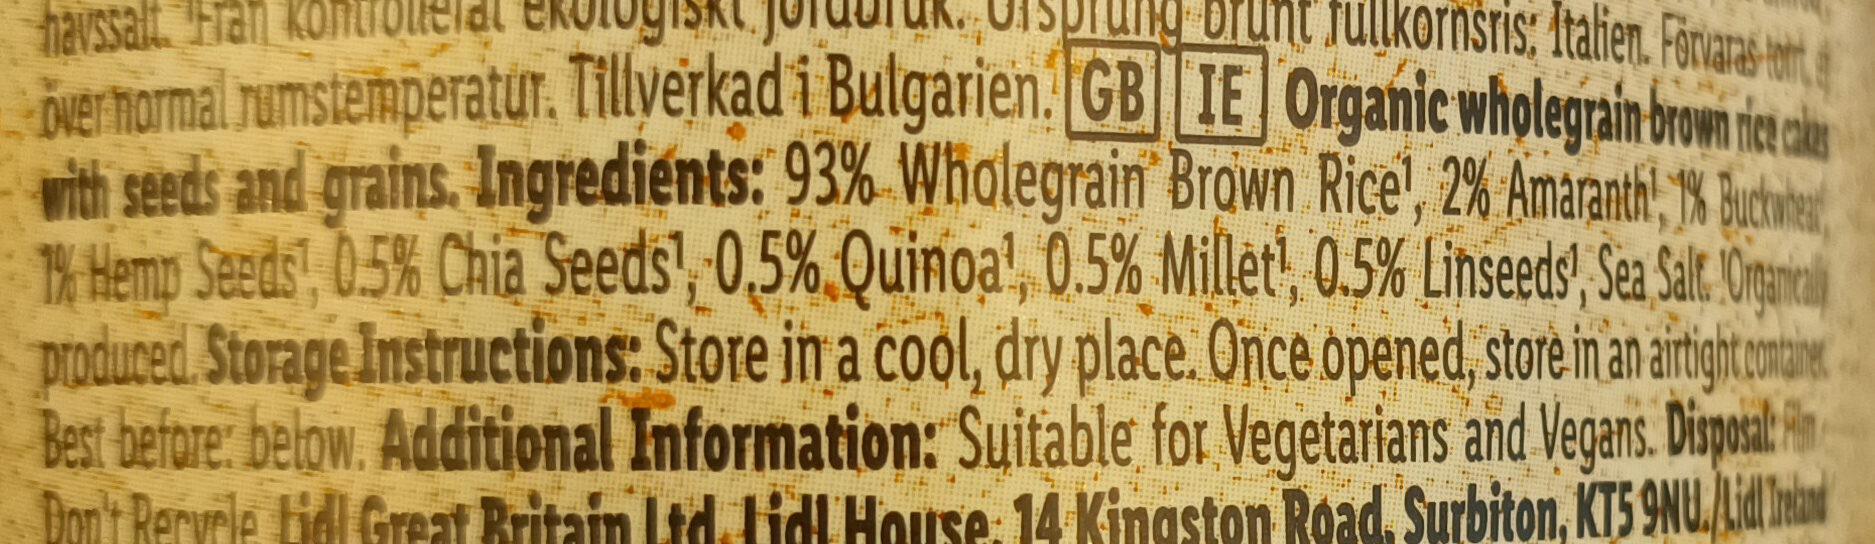 havssalt. ¹Från kontrollerat ekologiskt jordbruk. Ursprung brunt fullkornsris: Italien. Förvaras torrt, ej
över normal rumstemperatur. Tillverkad i Bulgarien. GB IE Organic wholegrain brown rice cakes
with seeds and grains. Ingredients: 93% Wholegrain Brown Rice¹, 2% Amaranth¹, 1% Buckwheat¹,
1% Hemp Seeds¹, 0.5% Chia Seeds¹, 0.5% Quinoa¹, 0.5% Millet¹, 0.5% Linseeds¹, Sea Salt. ¹Organically
produced. Storage Instructions: Store in a cool, dry place. Once opened, store in an airtight container.
Best before: below. Additional Information: Suitable for Vegetarians and Vegans. Disposal: Film -
Don't Recycle. Lidl Great Britain Ltd, Lidl House, 14 Kingston Road, Surbiton, KT5 9NU./Lidl Ireland